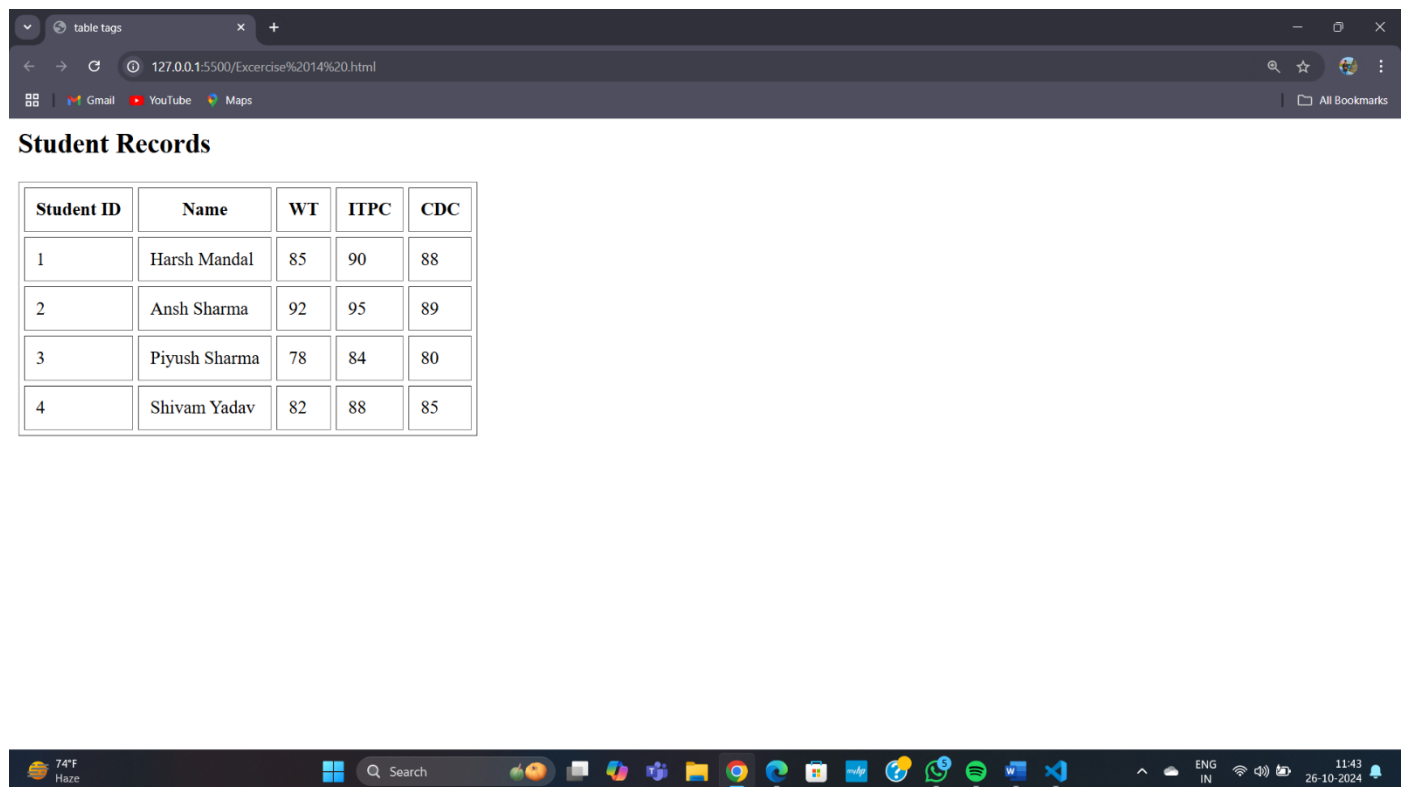 table tags
127.0.0.1:5500/Excercise%2014%20.html
Gmail YouTube Maps All Bookmarks
Student Records
Student ID Name WT ITPC CDC
1 Harsh Mandal 85 90 88
2 Ansh Sharma 92 95 89
3 Piyush Sharma 78 84 80
4 Shivam Yadav 82 88 85
74°F
Haze
Search
myhp
5
ENG
IN
11:43
26-10-2024